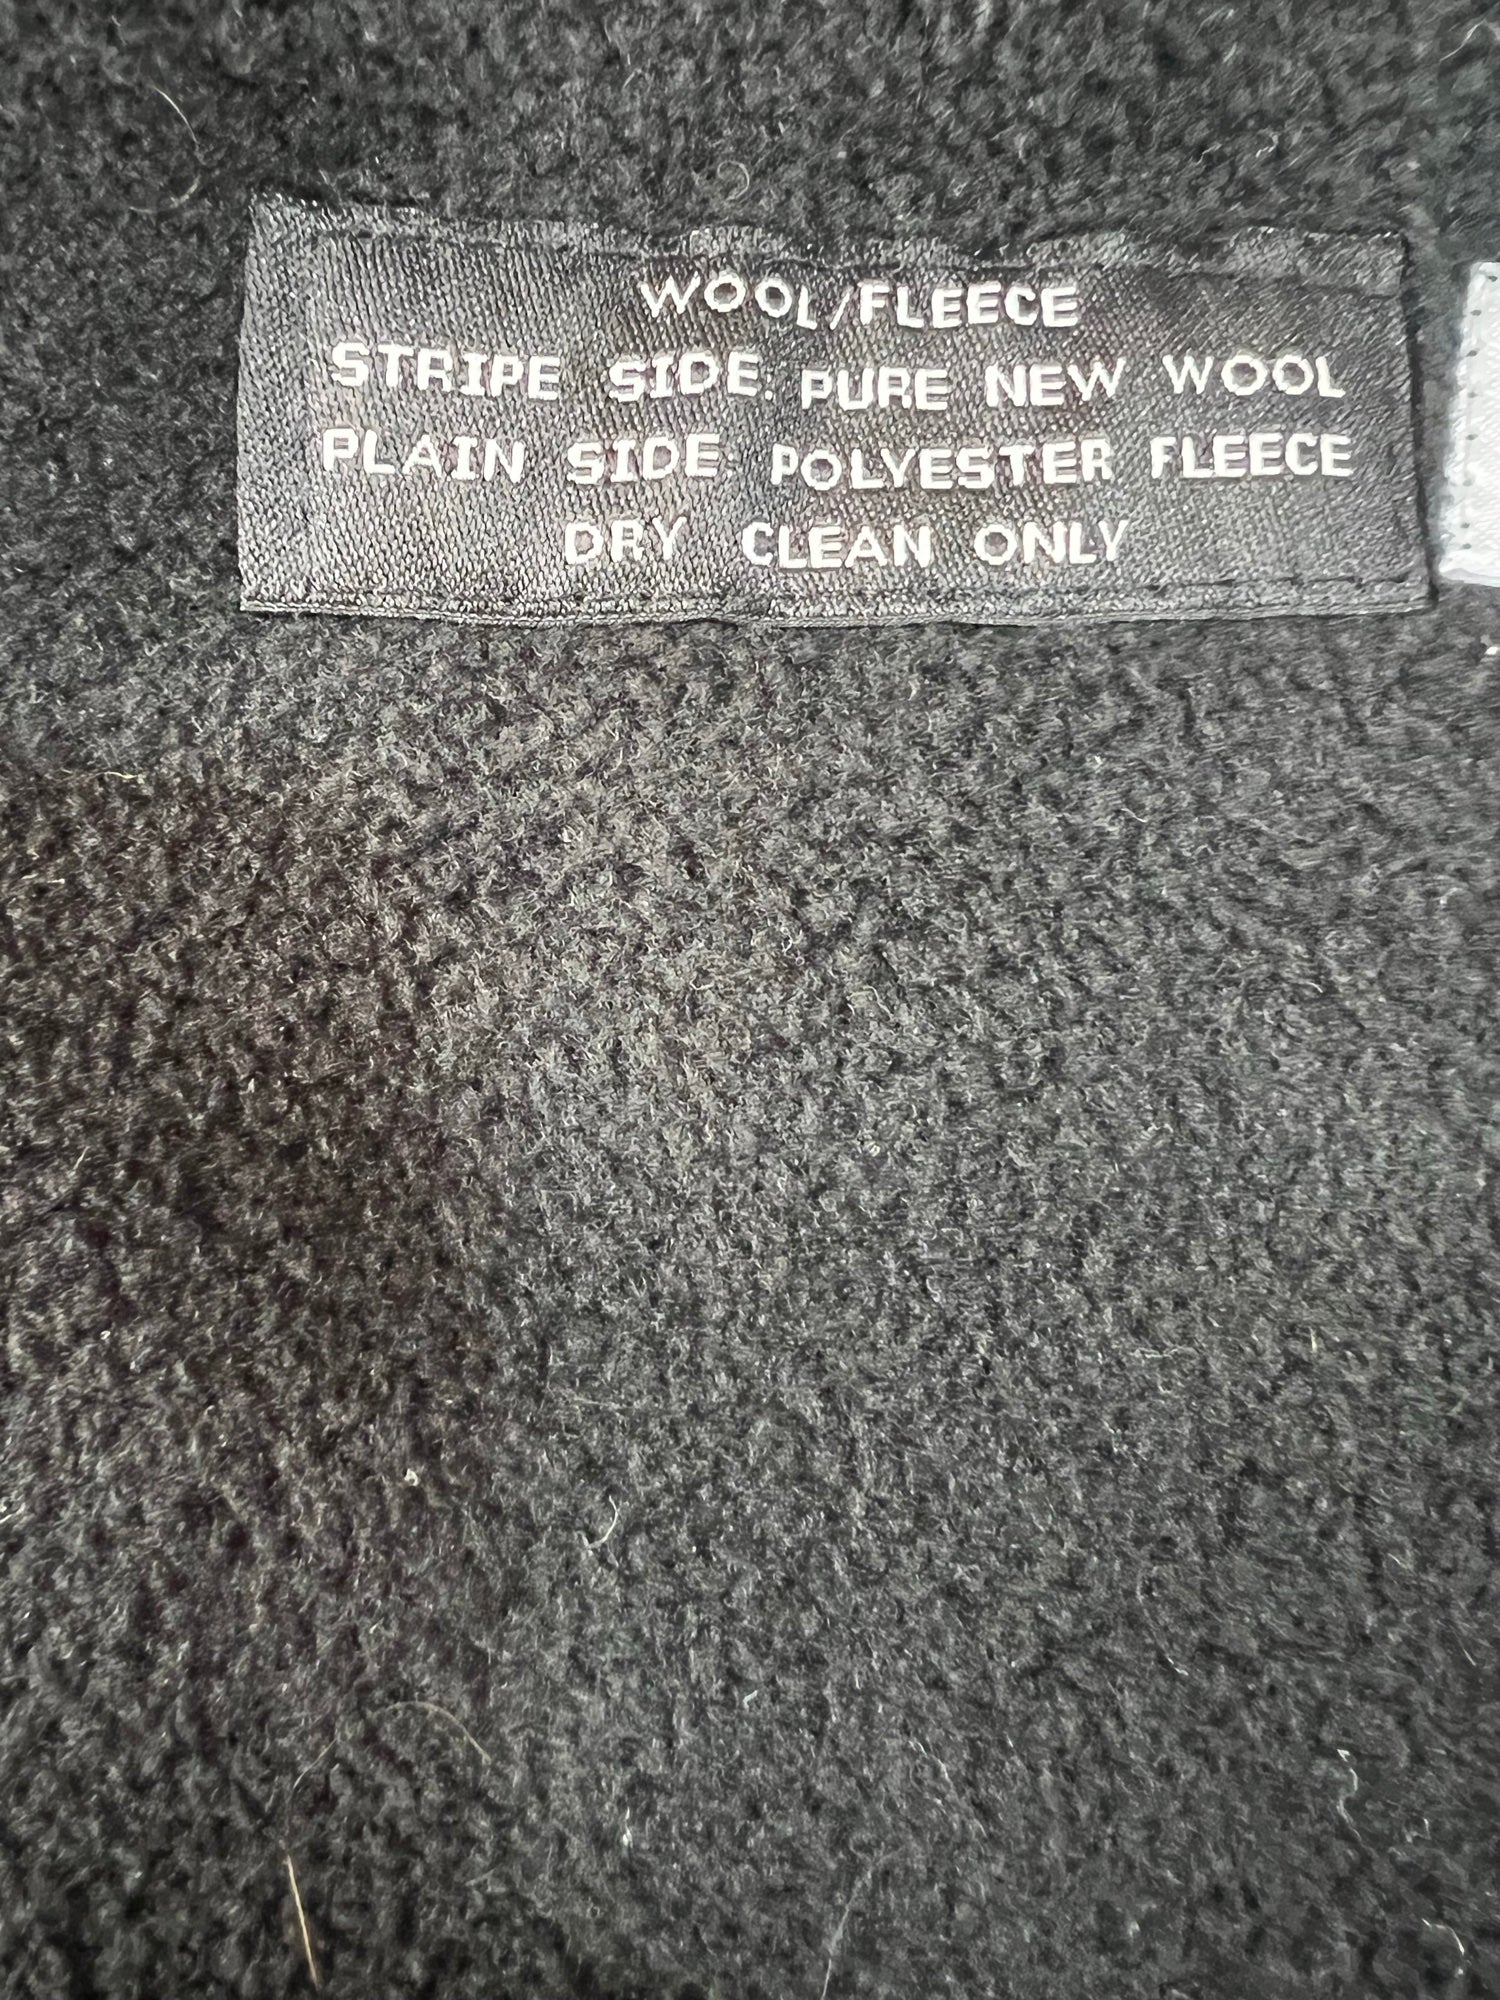 WOOL/FLEECE
STRIPE SIDE: PURE NEW WOOL
PLAIN SIDE: POLYESTER FLEECE
DRY CLEAN ONLY